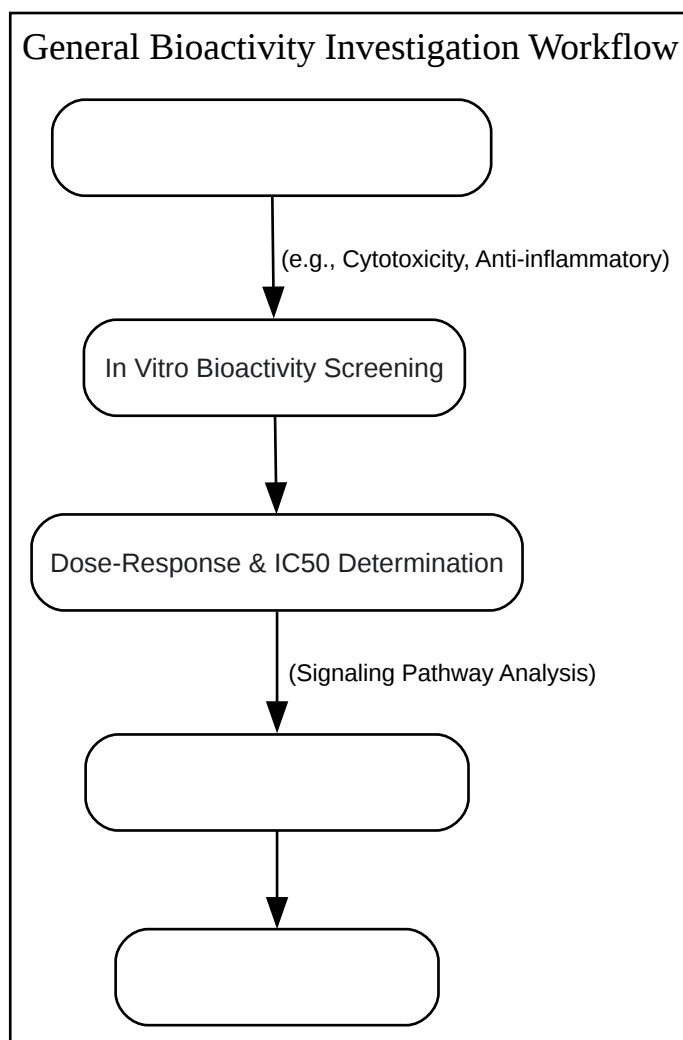 General Bioactivity Investigation Workflow
(e.g., Cytotoxicity, Anti-inflammatory)
In Vitro Bioactivity Screening
Dose-Response & IC50 Determination
(Signaling Pathway Analysis)